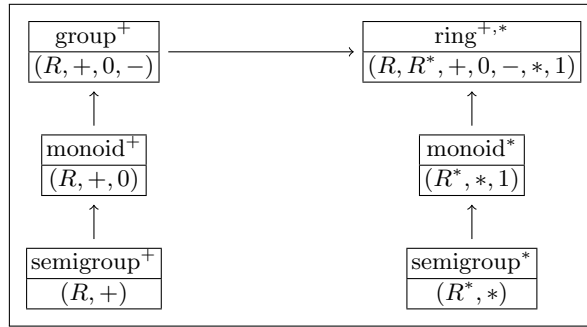 group⁺
(R, +, 0, −)
ring⁺,*
(R, R*, +, 0, −, *, 1)
monoid⁺
(R, +, 0)
monoid*
(R*, *, 1)
semigroup⁺
(R, +)
semigroup*
(R*, *)